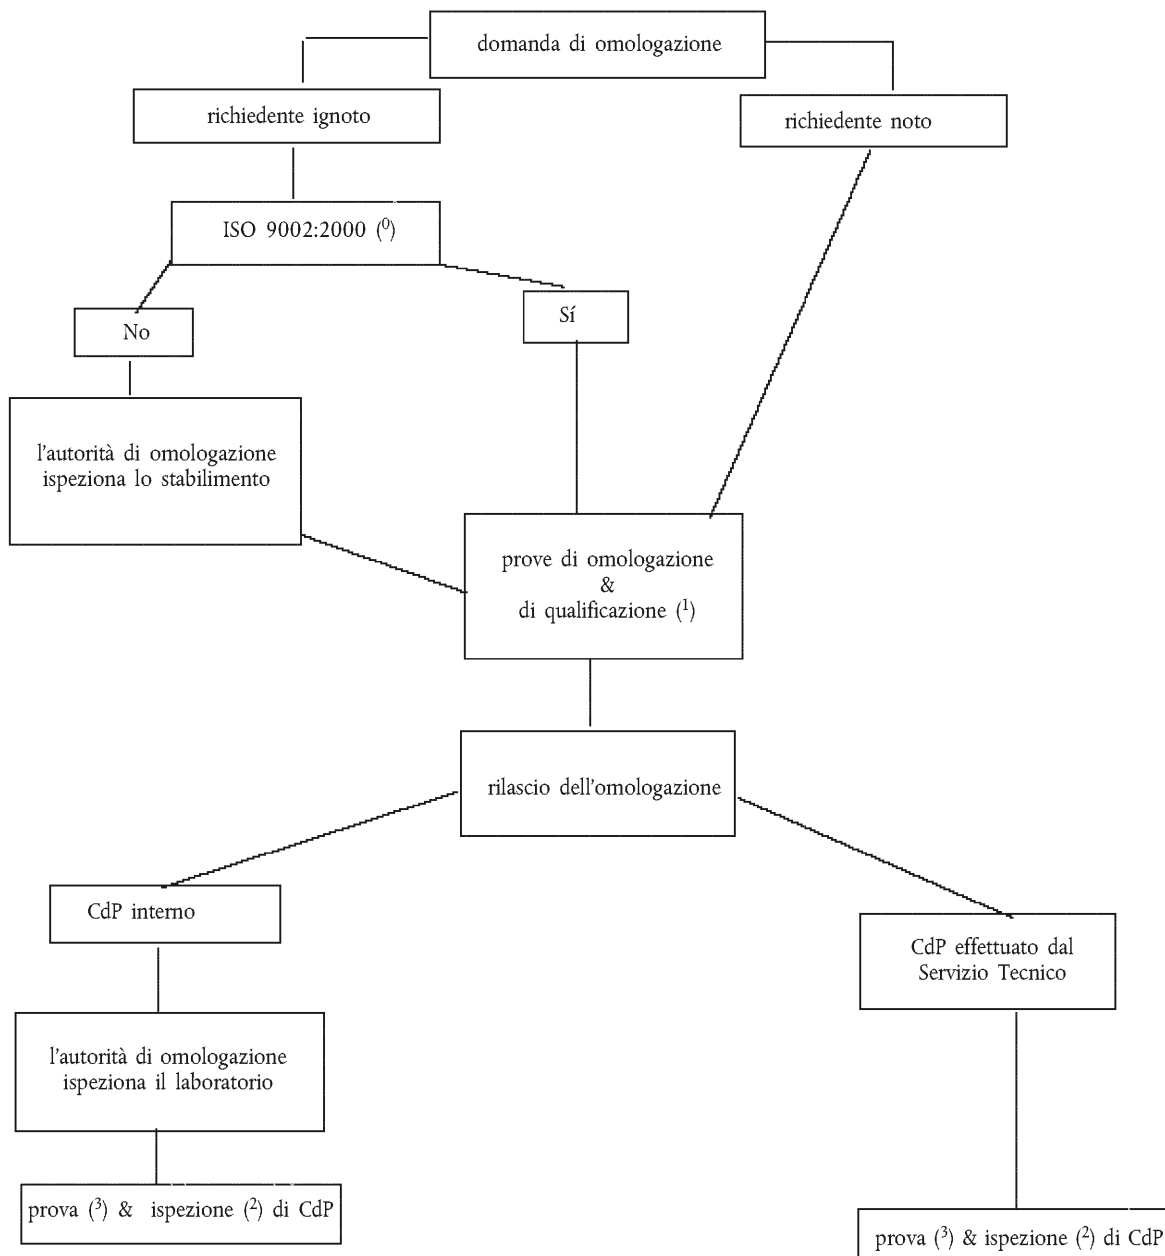 domanda di omologazione
richiedente ignoto
richiedente noto
ISO 9002:2000 (⁰)
Sí
No
l'autorità di omologazione
ispeziona lo stabilimento
prove di omologazione
&
di qualificazione (¹)
rilascio dell'omologazione
CdP interno
CdP effettuato dal
Servizio Tecnico
l'autorità di omologazione
ispeziona il laboratorio
prova (³) & ispezione (²) di CdP
prova (³) & ispezione (²) di CdP